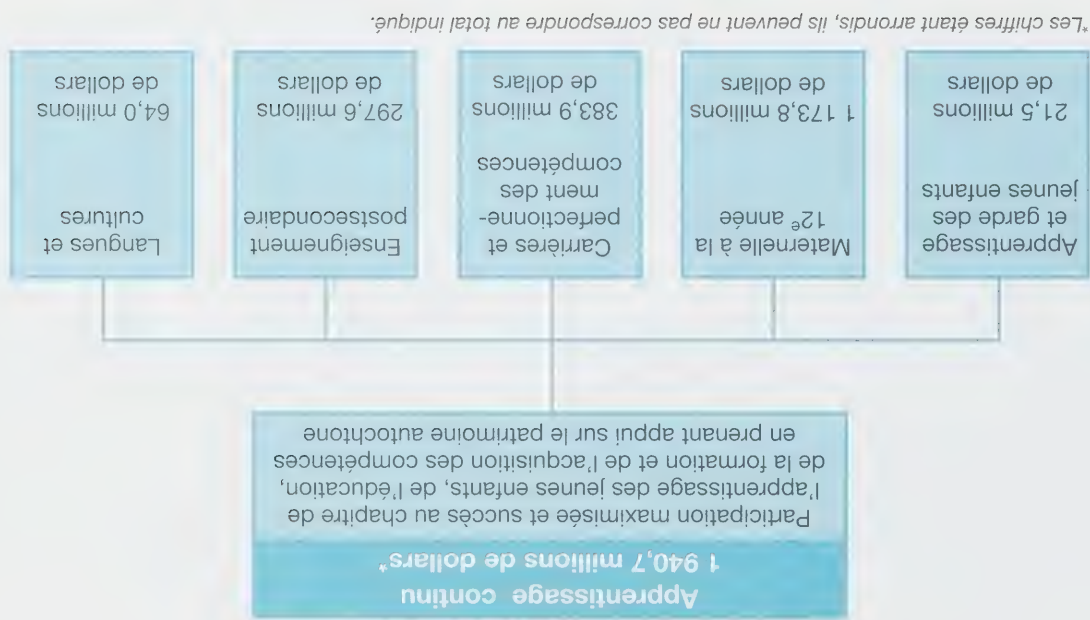 Apprentissage continu
1 940,7 millions de dollars*
Participation maximisée et succès au chapitre de
l'apprentissage des jeunes enfants, de l'éducation,
de la formation et de l'acquisition des compétences
en prenant appui sur le patrimoine autochtone
Langues et
cultures
64,0 millions
de dollars
Enseignement
postsecondaire
297,6 millions
de dollars
Carrières et
perfectionne-
ment des
compétences
383,9 millions
de dollars
Maternelle à la
12e année
1 173,8 millions
de dollars
Apprentissage
et garde des
jeunes enfants
21,5 millions
de dollars
*Les chiffres étant arrondis, ils peuvent ne pas correspondre au total indiqué.